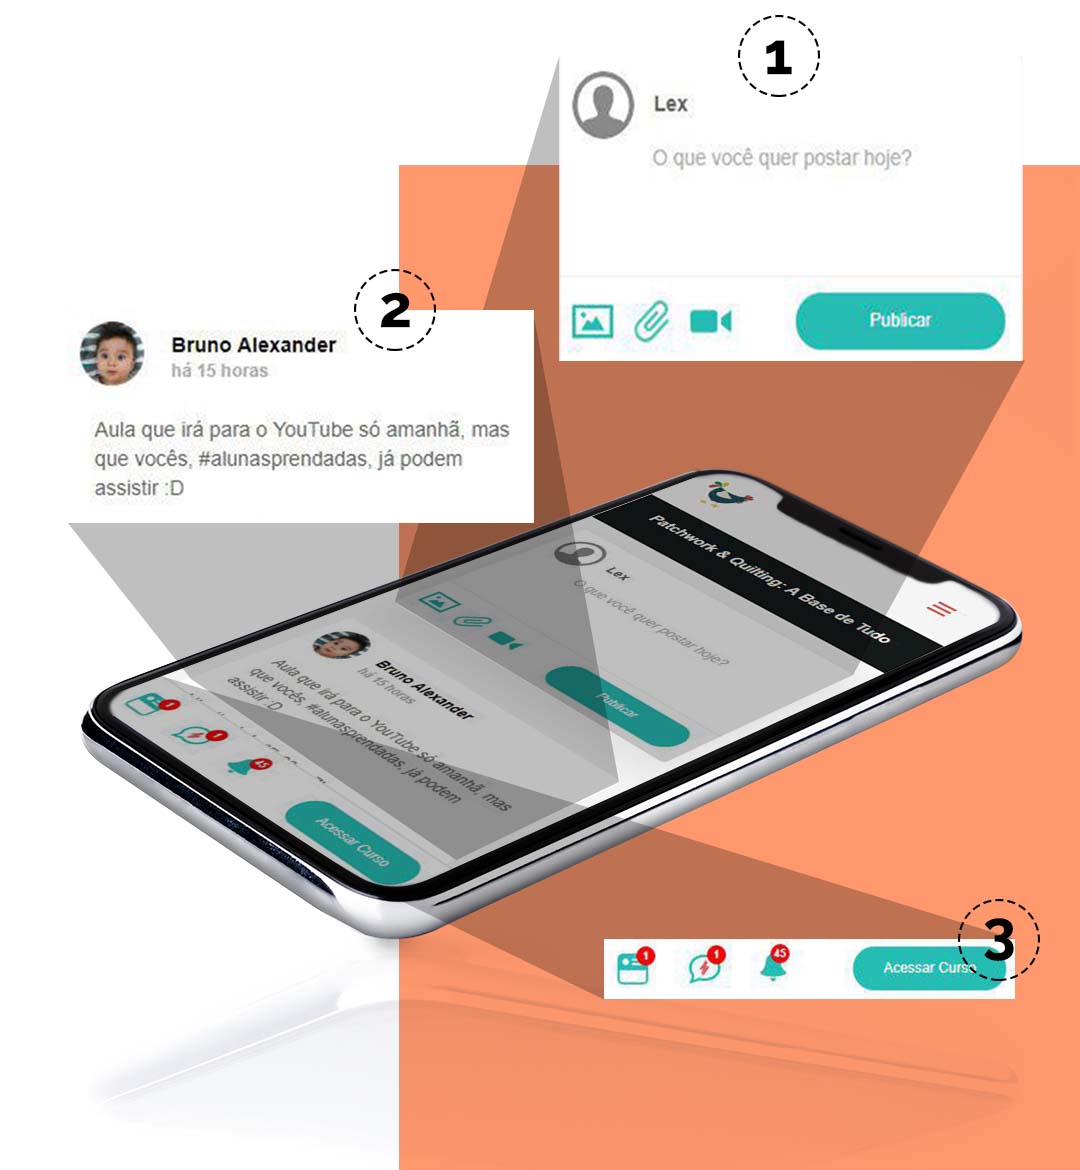 1
Lex
O que você quer postar hoje?
Publicar
2
Bruno Alexander
há 15 horas
Aula que irá para o YouTube só amanhã, mas
que vocês, #alunasprendadas, já podem
assistir :D
Patchwork & Quilting: A Base de Tudo
Lex
O que você quer postar hoje?
Publicar
Bruno Alexander
há 15 horas
Aula que irá para o YouTube só amanhã, mas
que vocês, #alunasprendadas, já podem
assistir :D
1
1
45
Acessar Curso
3
1
1
45
Acessar Curso